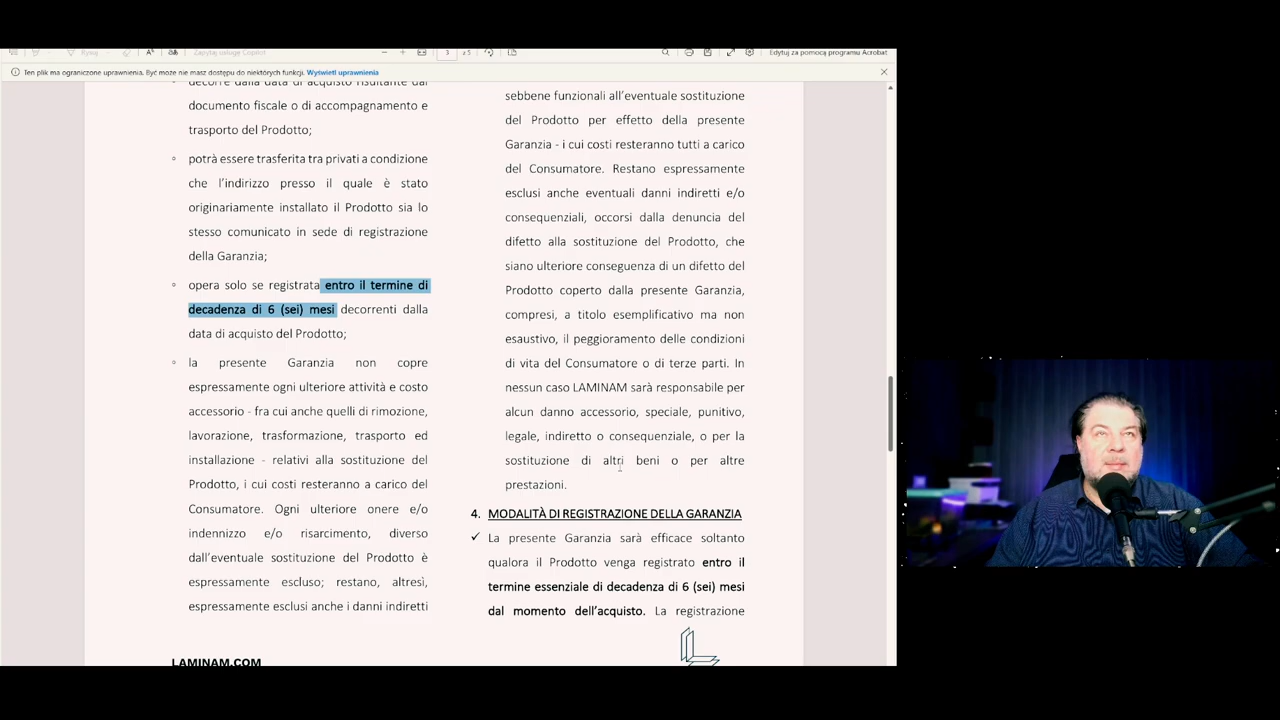 Rysuj
Zapytaj usługę Copilot
3 z 5
Edytuj za pomocą programu Acrobat
Ten plik ma ograniczone uprawnienia. Być może nie masz dostępu do niektórych funkcji. Wyświetl uprawnienia
decorre dalla data di acquisto risultante dal
documento fiscale o di accompagnamento e
trasporto del Prodotto;
◦ potrà essere trasferita tra privati a condizione
che l'indirizzo presso il quale è stato
originariamente installato il Prodotto sia lo
stesso comunicato in sede di registrazione
della Garanzia;
◦ opera solo se registrata entro il termine di
decadenza di 6 (sei) mesi decorrenti dalla
data di acquisto del Prodotto;
◦ la presente Garanzia non copre
espressamente ogni ulteriore attività e costo
accessorio - fra cui anche quelli di rimozione,
lavorazione, trasformazione, trasporto ed
installazione - relativi alla sostituzione del
Prodotto, i cui costi resteranno a carico del
Consumatore. Ogni ulteriore onere e/o
indennizzo e/o risarcimento, diverso
dall'eventuale sostituzione del Prodotto è
espressamente escluso; restano, altresì,
espressamente esclusi anche i danni indiretti
sebbene funzionali all'eventuale sostituzione
del Prodotto per effetto della presente
Garanzia - i cui costi resteranno tutti a carico
del Consumatore. Restano espressamente
esclusi anche eventuali danni indiretti e/o
consequenziali, occorsi dalla denuncia del
difetto alla sostituzione del Prodotto, che
siano ulteriore conseguenza di un difetto del
Prodotto coperto dalla presente Garanzia,
compresi, a titolo esemplificativo ma non
esaustivo, il peggioramento delle condizioni
di vita del Consumatore o di terze parti. In
nessun caso LAMINAM sarà responsabile per
alcun danno accessorio, speciale, punitivo,
legale, indiretto o consequenziale, o per la
sostituzione di altri beni o per altre
prestazioni.
4. MODALITÀ DI REGISTRAZIONE DELLA GARANZIA
✓ La presente Garanzia sarà efficace soltanto
qualora il Prodotto venga registrato entro il
termine essenziale di decadenza di 6 (sei) mesi
dal momento dell'acquisto. La registrazione
LAMINAM.COM